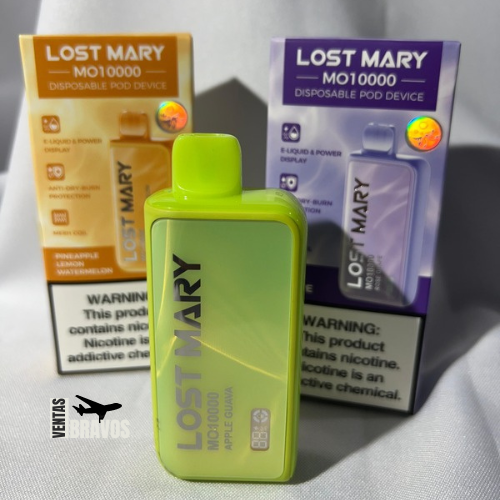 LOST MARY
MO10000
DISPOSABLE POD DEVICE
E-LIQUID & POWER
DISPLAY
ANTI-DRY BURN
PROTECTION
MESH COIL
LOST MARY
PINEAPPLE
LEMON
WATERMELON
WARNING:
This product
contains nico
Nicotine is
addictive che
LOST MARY
MO10000
DISPOSABLE POD DEVICE
E-LIQUID & POWER
DISPLAY
DRY-BURN
LOST MARY
MO10000
WARNING:
This product
contains nicotine.
Nicotine is an
ctive chemical.
LOST MARY
MO10000
APPLE GUAVA
VENTAS
BRAVOS